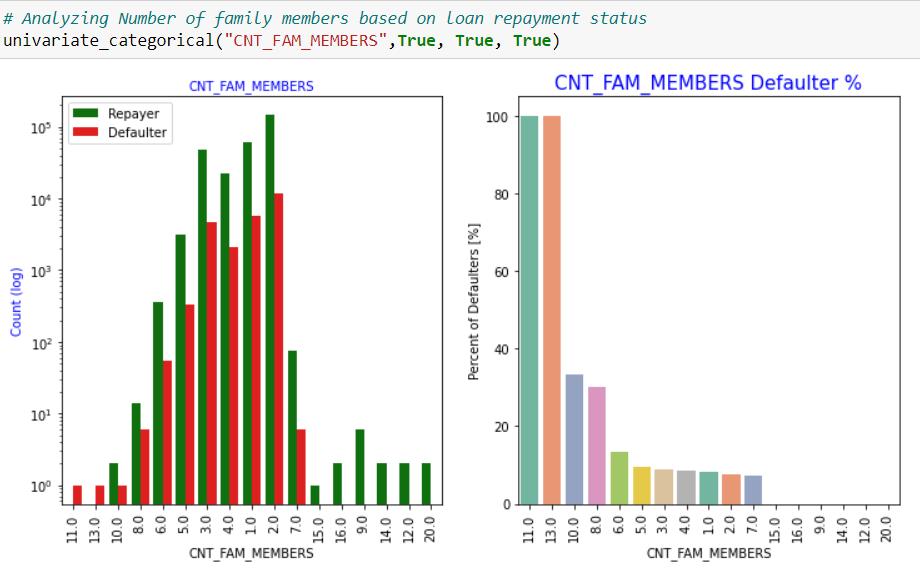 # Analyzing Number of family members based on loan repayment status
univariate_categorical("CNT_FAM_MEMBERS",True, True, True)
CNT_FAM_MEMBERS
Repayer
Defaulter
10⁵
10⁴
10³
10²
10¹
10⁰
Count (log)
11.0 13.0 10.0 8.0 6.0 5.0 3.0 4.0 1.0 2.0 7.0 15.0 16.0 9.0 14.0 12.0 20.0
CNT_FAM_MEMBERS
CNT_FAM_MEMBERS Defaulter %
100
80
60
40
20
0
Percent of Defaulters [%]
11.0 13.0 10.0 8.0 6.0 5.0 3.0 4.0 1.0 2.0 7.0 15.0 16.0 9.0 14.0 12.0 20.0
CNT_FAM_MEMBERS